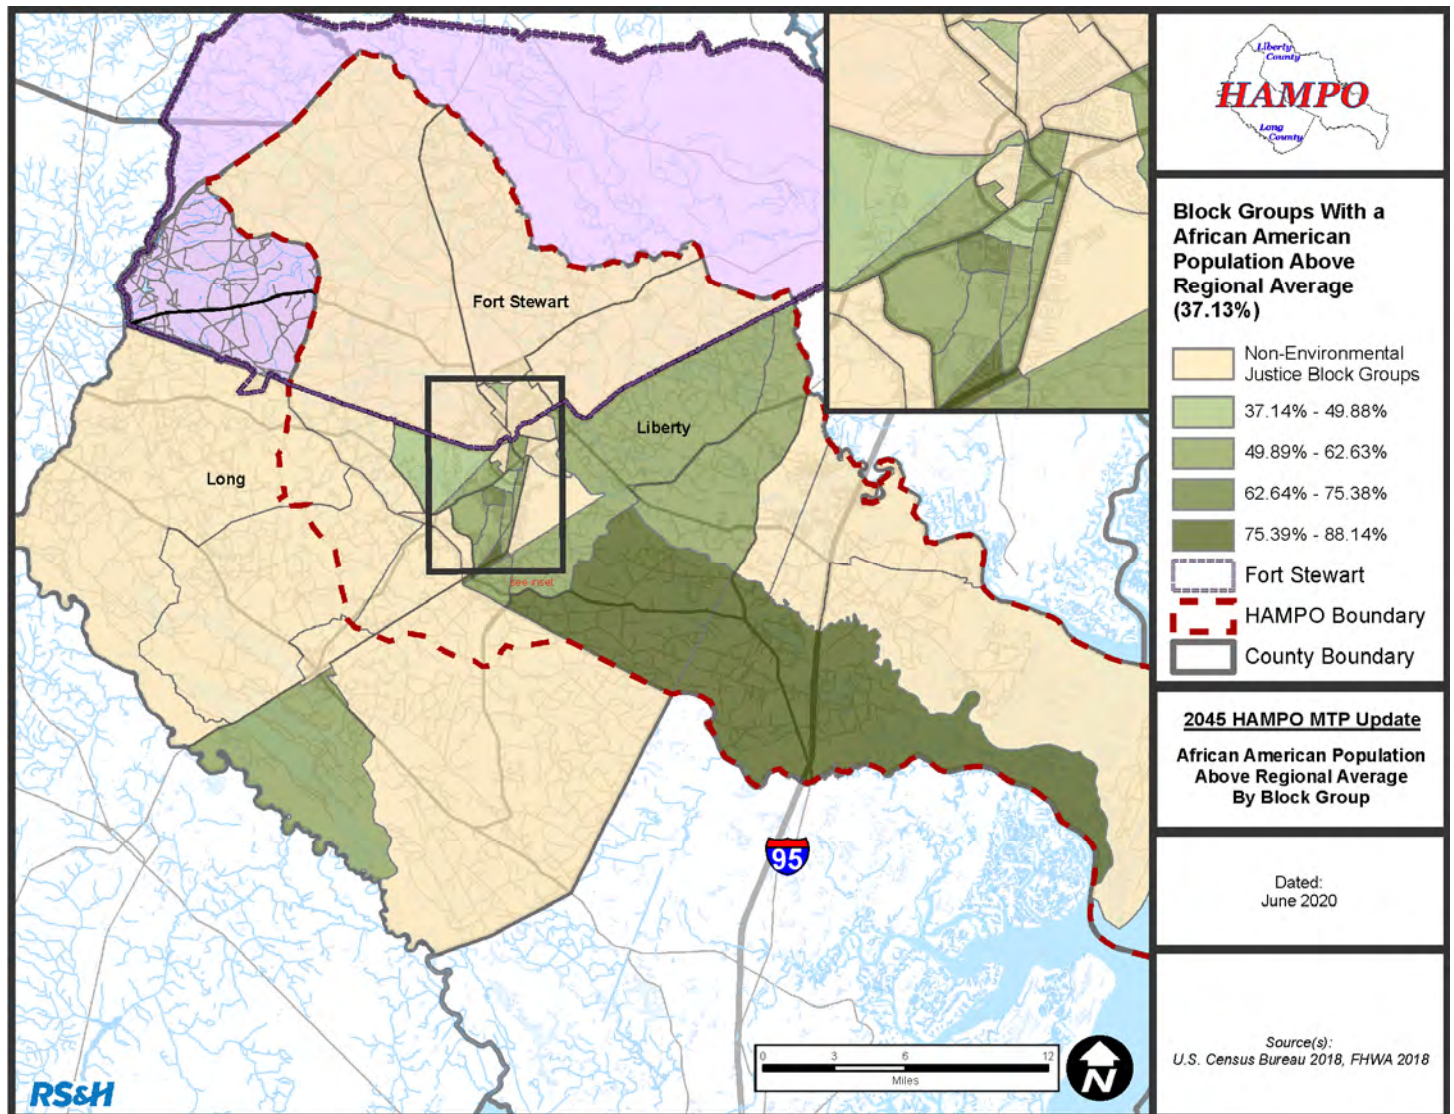 Fort Stewart
Liberty
Long
see inset
95
0 3 6 12
Miles
N
RS&H
Liberty
County
HAMPO
Long
County
Block Groups With a
African American
Population Above
Regional Average
(37.13%)
Non-Environmental
Justice Block Groups
37.14% - 49.88%
49.89% - 62.63%
62.64% - 75.38%
75.39% - 88.14%
Fort Stewart
HAMPO Boundary
County Boundary
2045 HAMPO MTP Update
African American Population
Above Regional Average
By Block Group
Dated:
June 2020
Source(s):
U.S. Census Bureau 2018, FHWA 2018